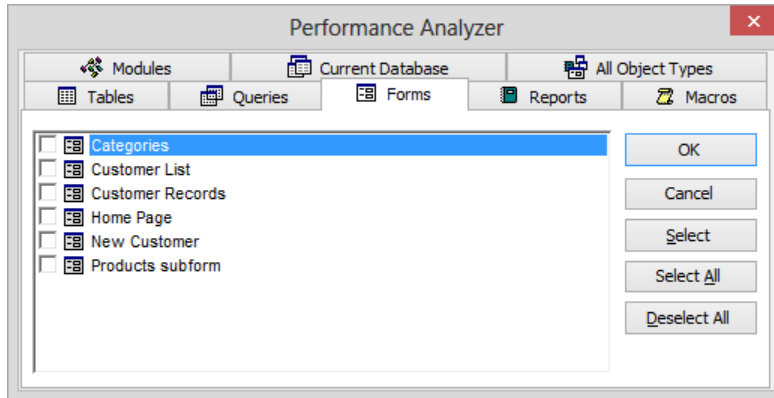 Performance Analyzer
Modules Current Database All Object Types
Tables Queries Forms Reports Macros
Categories
Customer List
Customer Records
Home Page
New Customer
Products subform
OK
Cancel
Select
Select All
Deselect All